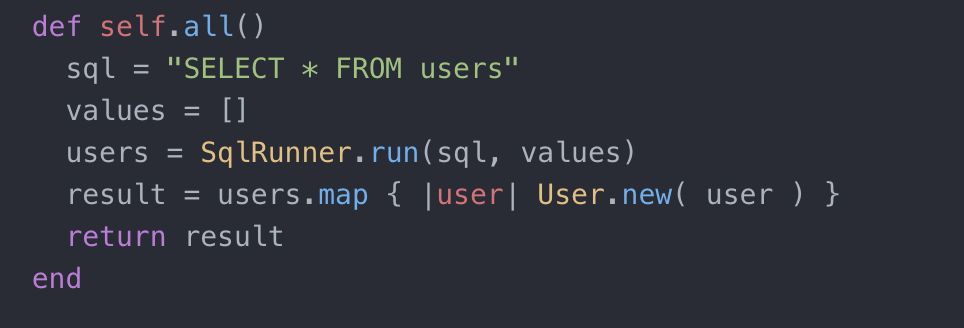 def self.all()
  sql = "SELECT * FROM users"
  values = []
  users = SqlRunner.run(sql, values)
  result = users.map { |user| User.new( user ) }
  return result
end